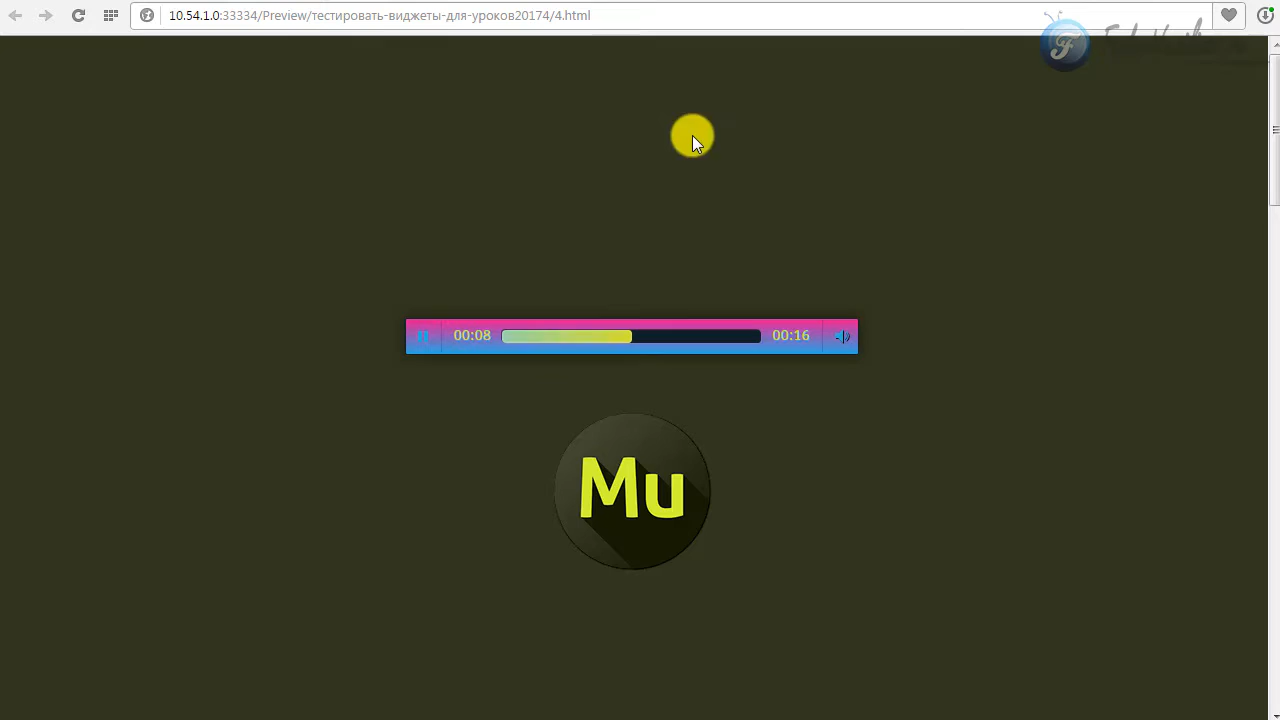 10.54.1.0:33334/Preview/тестировать-виджеты-для-уроков20174/4.html
00:08
00:16
Mu